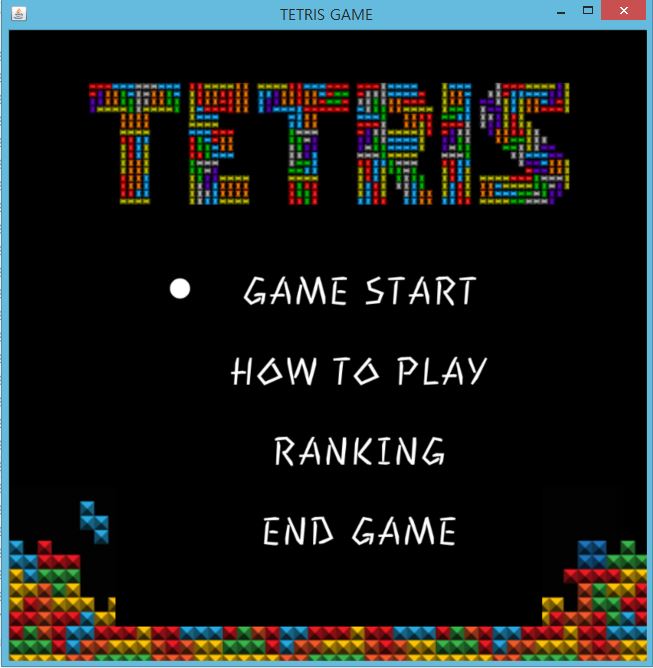 TETRIS GAME
TETRIS
GAME START
HOW TO PLAY
RANKING
END GAME